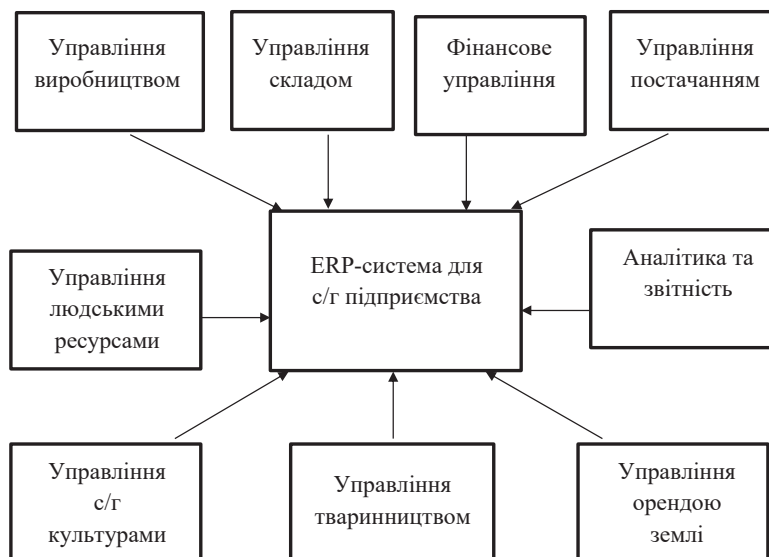 Управління
виробництвом
Управління
складом
Фінансове
управління
Управління
постачанням
ERP-система для
с/г підприємства
Аналітика та
звітність
Управління
людськими
ресурсами
Управління
с/г
культурами
Управління
тваринництвом
Управління
орендою
землі